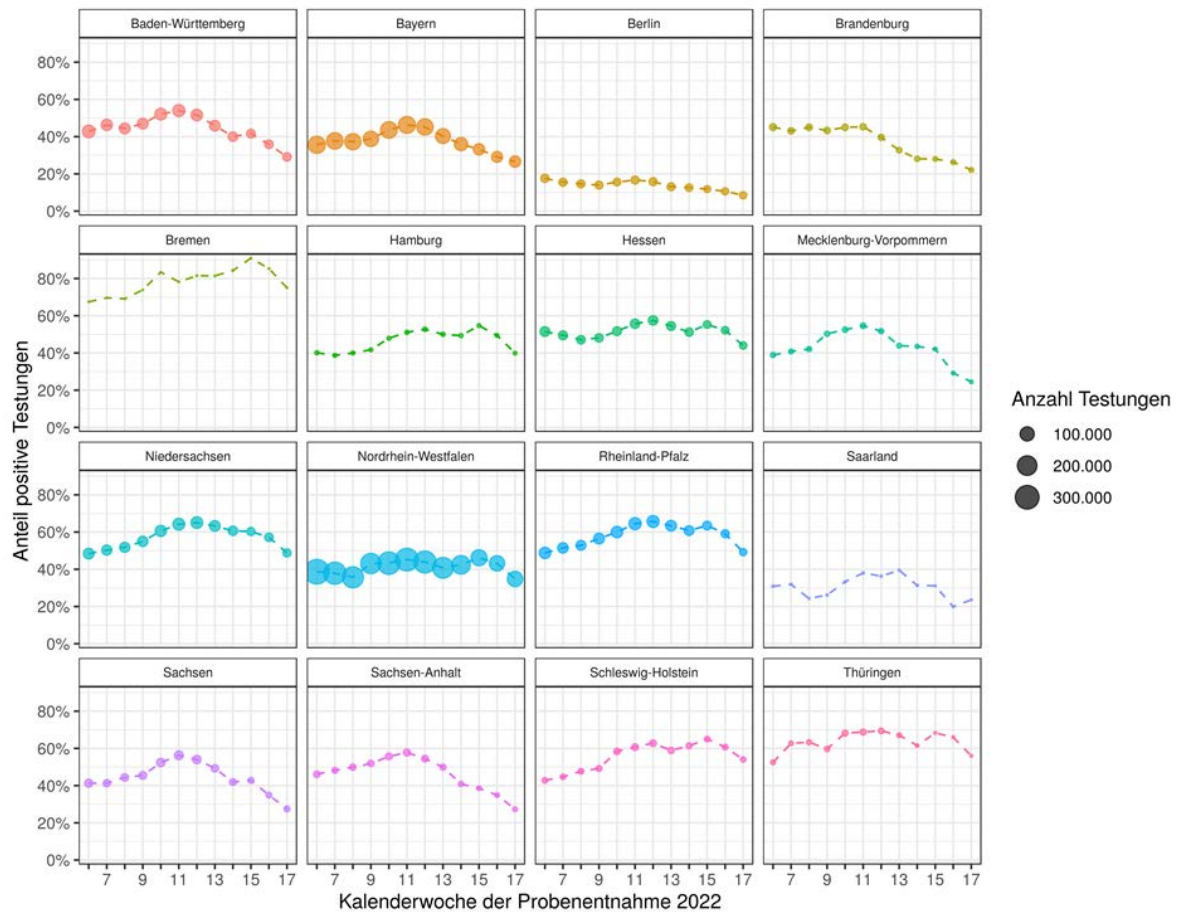 Baden-Württemberg
Bayern
Berlin
Brandenburg
80%
60%
40%
20%
0%
Bremen
Hamburg
Hessen
Mecklenburg-Vorpommern
80%
60%
40%
20%
0%
Anteil positive Testungen
Anzahl Testungen
100.000
200.000
300.000
Niedersachsen
Nordrhein-Westfalen
Rheinland-Pfalz
Saarland
80%
60%
40%
20%
0%
Sachsen
Sachsen-Anhalt
Schleswig-Holstein
Thüringen
80%
60%
40%
20%
0%
7 9 11 13 15 17 7 9 11 13 15 17 7 9 11 13 15 17 7 9 11 13 15 17
Kalenderwoche der Probenentnahme 2022